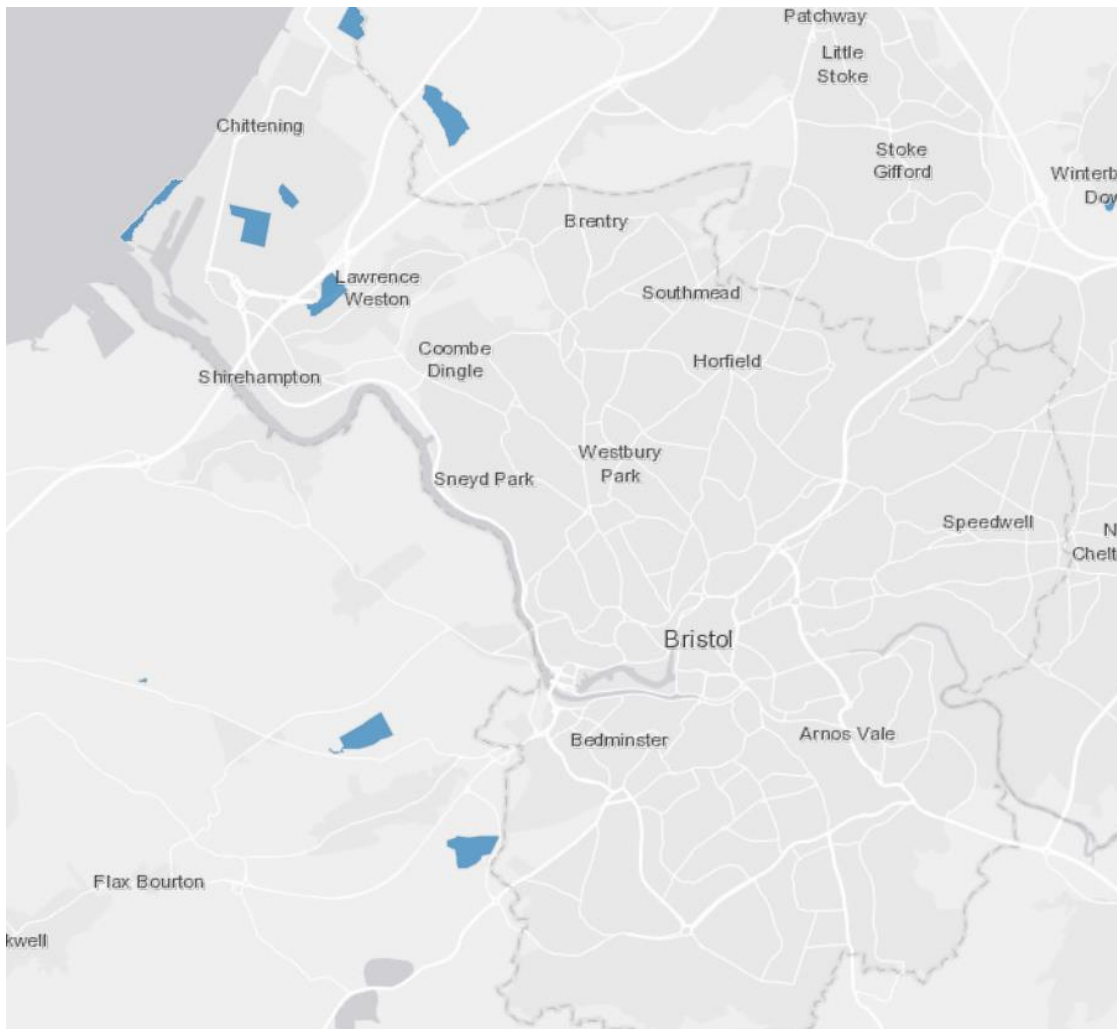 Patchway
Little
Stoke
Chittening
Stoke
Gifford
Winterb
Dow
Brentry
Lawrence
Weston
Southmead
Coombe
Dingle
Horfield
Shirehampton
Westbury
Park
Sneyd Park
Speedwell
N
Chelt
Bristol
Arnos Vale
Bedminster
Flax Bourton
kwell